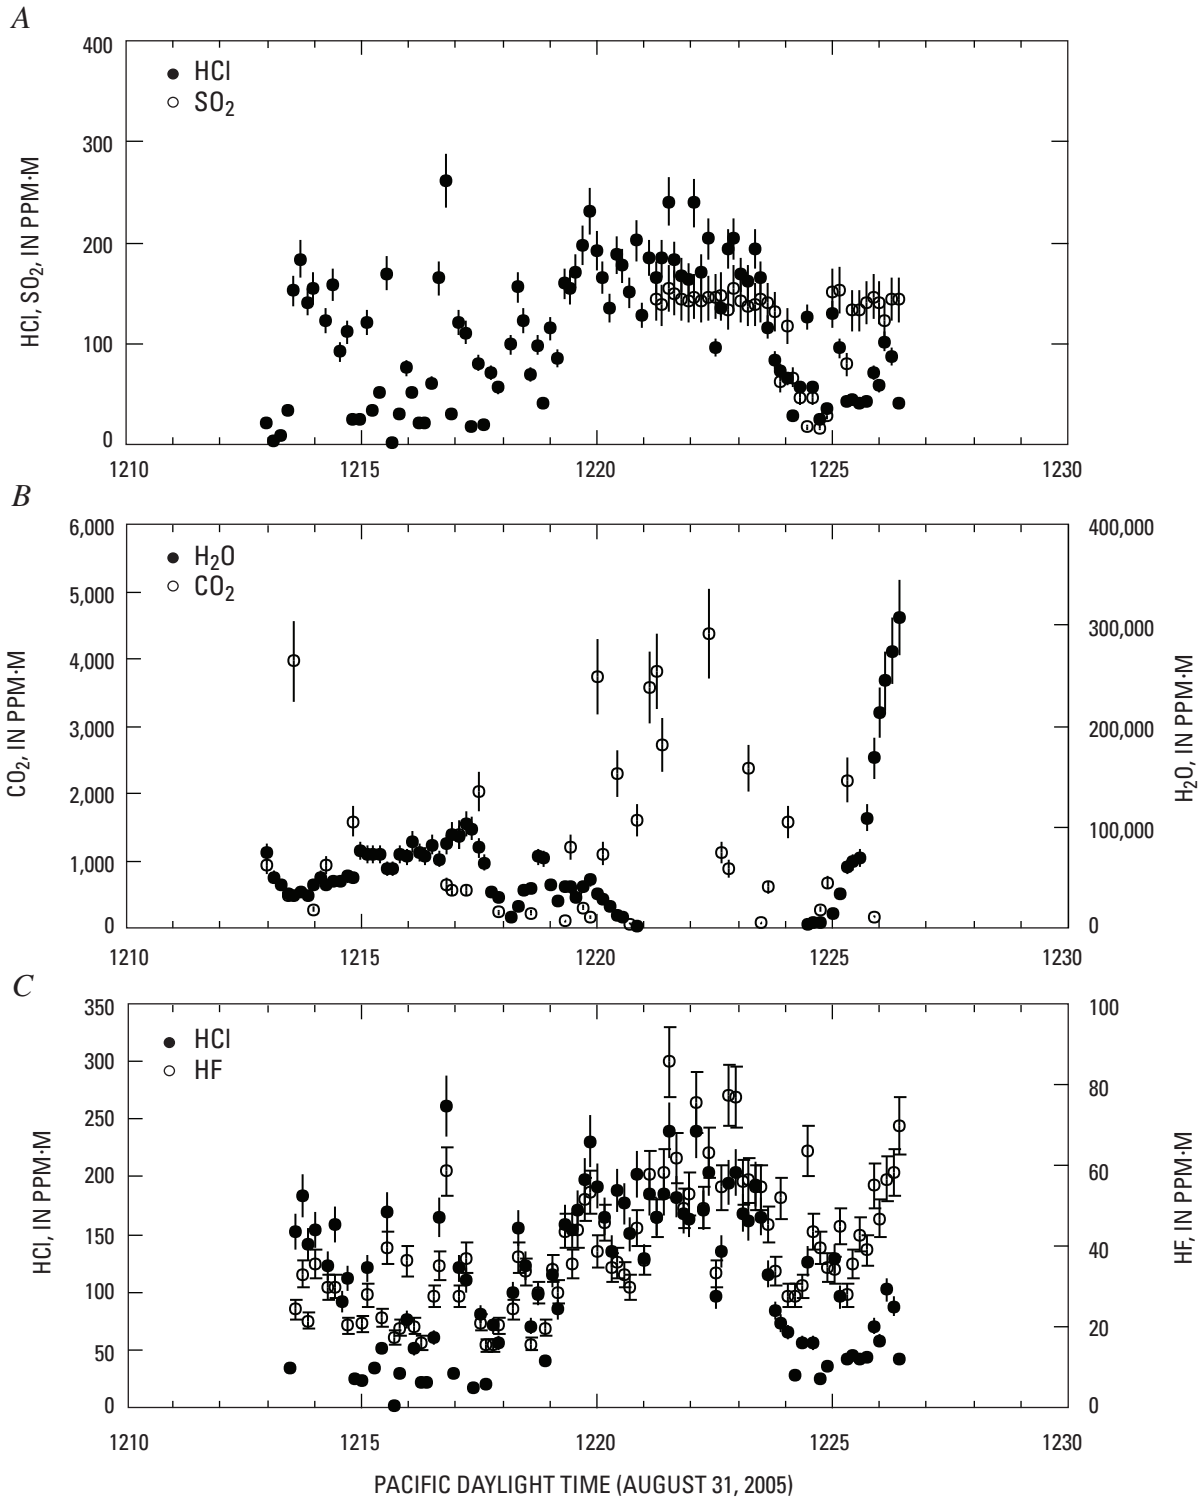 A
400
300
200
100
0
HCl, SO2, IN PPM·M
HCl
SO2
1210 1215 1220 1225 1230
B
6,000
5,000
4,000
3,000
2,000
1,000
0
CO2, IN PPM·M
H2O
CO2
400,000
300,000
200,000
100,000
0
H2O, IN PPM·M
1210 1215 1220 1225 1230
C
350
300
250
200
150
100
50
0
HCl, IN PPM·M
HCl
HF
100
80
60
40
20
0
HF, IN PPM·M
1210 1215 1220 1225 1230
PACIFIC DAYLIGHT TIME (AUGUST 31, 2005)